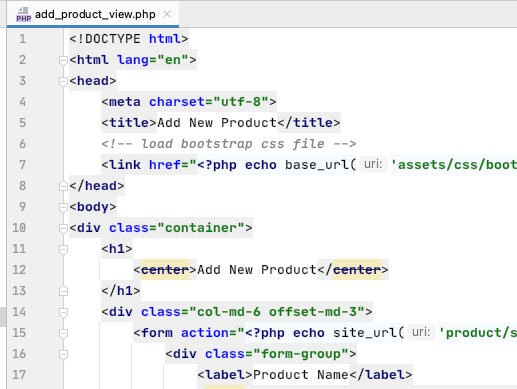 PHP add_product_view.php ×
1 <!DOCTYPE html>
2 <html lang="en">
3 <head>
4 <meta charset="utf-8">
5 <title>Add New Product</title>
6 <!-- load bootstrap css file -->
7 <link href="<?php echo base_url( uri: 'assets/css/boot
8 </head>
9 <body>
10 <div class="container">
11 <h1>
12 <center>Add New Product</center>
13 </h1>
14 <div class="col-md-6 offset-md-3">
15 <form action="<?php echo site_url( uri: 'product/s
16 <div class="form-group">
17 <label>Product Name</label>